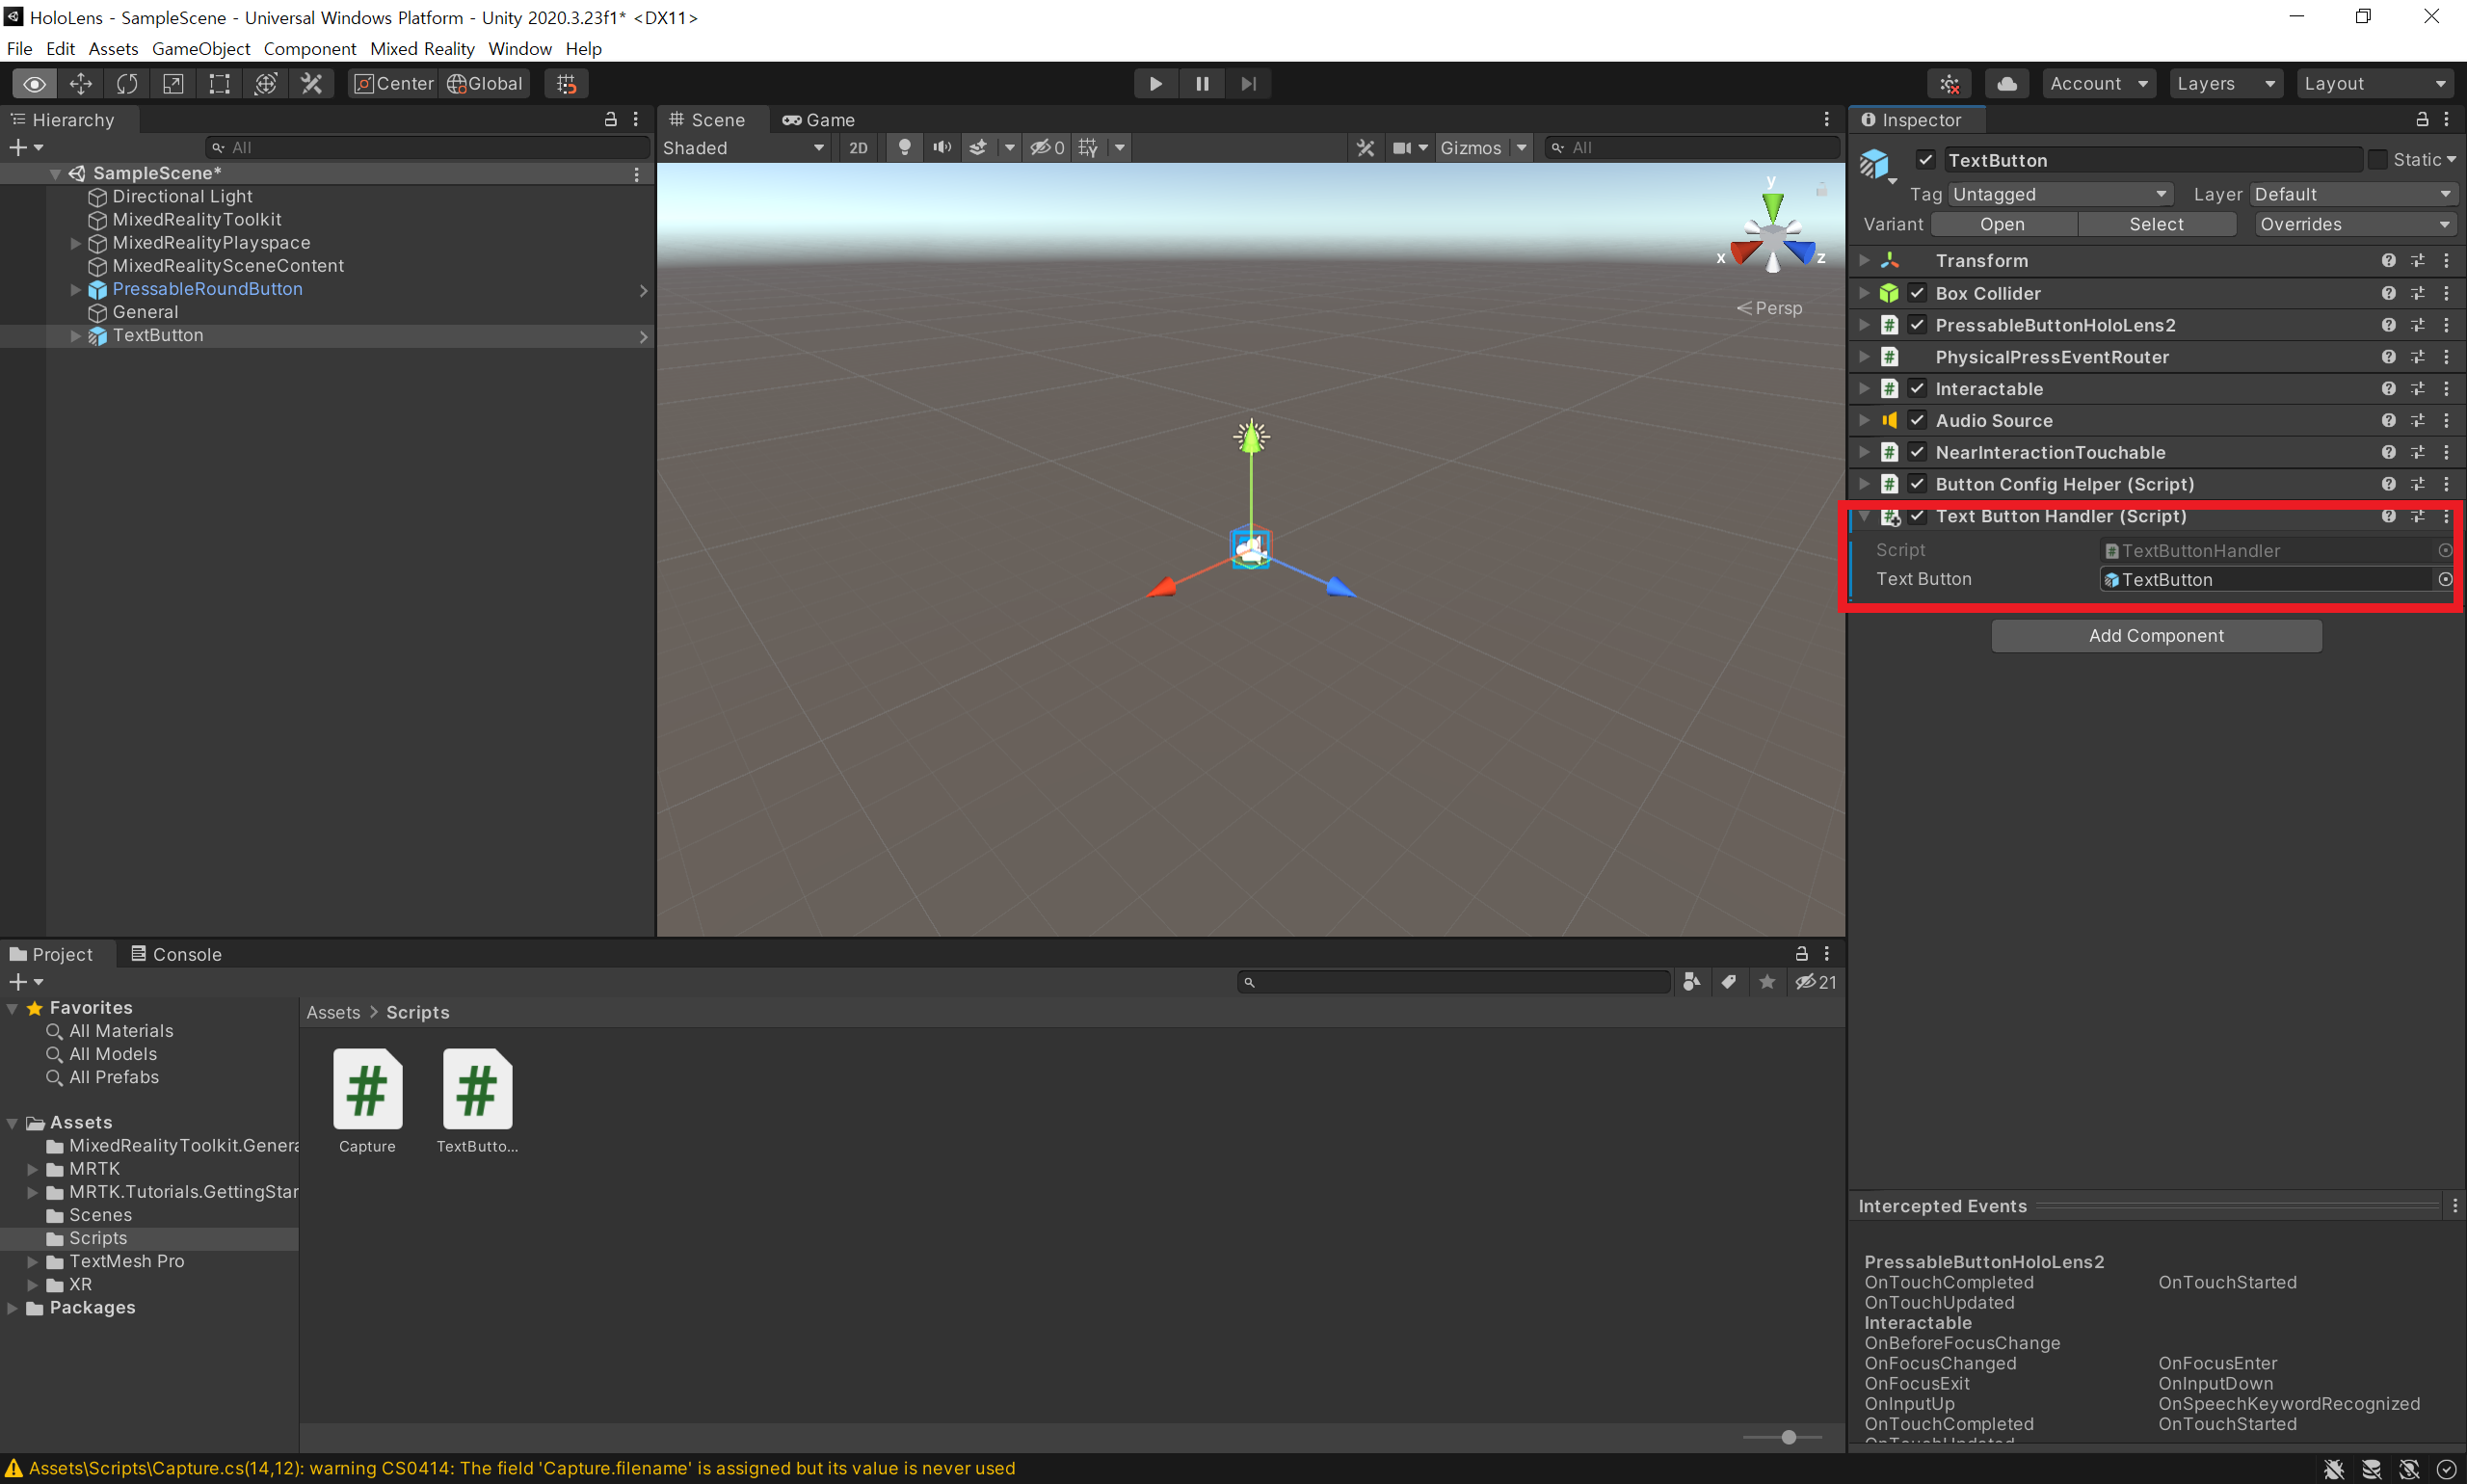 HoloLens - SampleScene - Universal Windows Platform - Unity 2020.3.23f1* <DX11>
File Edit Assets GameObject Component Mixed Reality Window Help
Center Global Account Layers Layout
Hierarchy
All
SampleScene*
Directional Light
MixedRealityToolkit
MixedRealityPlayspace
MixedRealitySceneContent
PressableRoundButton
General
TextButton
Scene Game
Shaded 2D 0 Gizmos All
y
x z
Persp
Inspector
TextButton Static
Tag Untagged Layer Default
Variant Open Select Overrides
Transform
Box Collider
PressableButtonHoloLens2
PhysicalPressEventRouter
Interactable
Audio Source
NearInteractionTouchable
Button Config Helper (Script)
Text Button Handler (Script)
Script TextButtonHandler
Text Button TextButton
Add Component
Project Console
21
Favorites
All Materials
All Models
All Prefabs
Assets
MixedRealityToolkit.Genera
MRTK
MRTK.Tutorials.GettingStar
Scenes
Scripts
TextMesh Pro
XR
Packages
Assets > Scripts
Capture TextButto...
Intercepted Events
PressableButtonHoloLens2
OnTouchCompleted OnTouchStarted
OnTouchUpdated
Interactable
OnBeforeFocusChange
OnFocusChanged OnFocusEnter
OnFocusExit OnInputDown
OnInputUp OnSpeechKeywordRecognized
OnTouchCompleted OnTouchStarted
OnTouchUpdated
Assets\Scripts\Capture.cs(14,12): warning CS0414: The field 'Capture.filename' is assigned but its value is never used